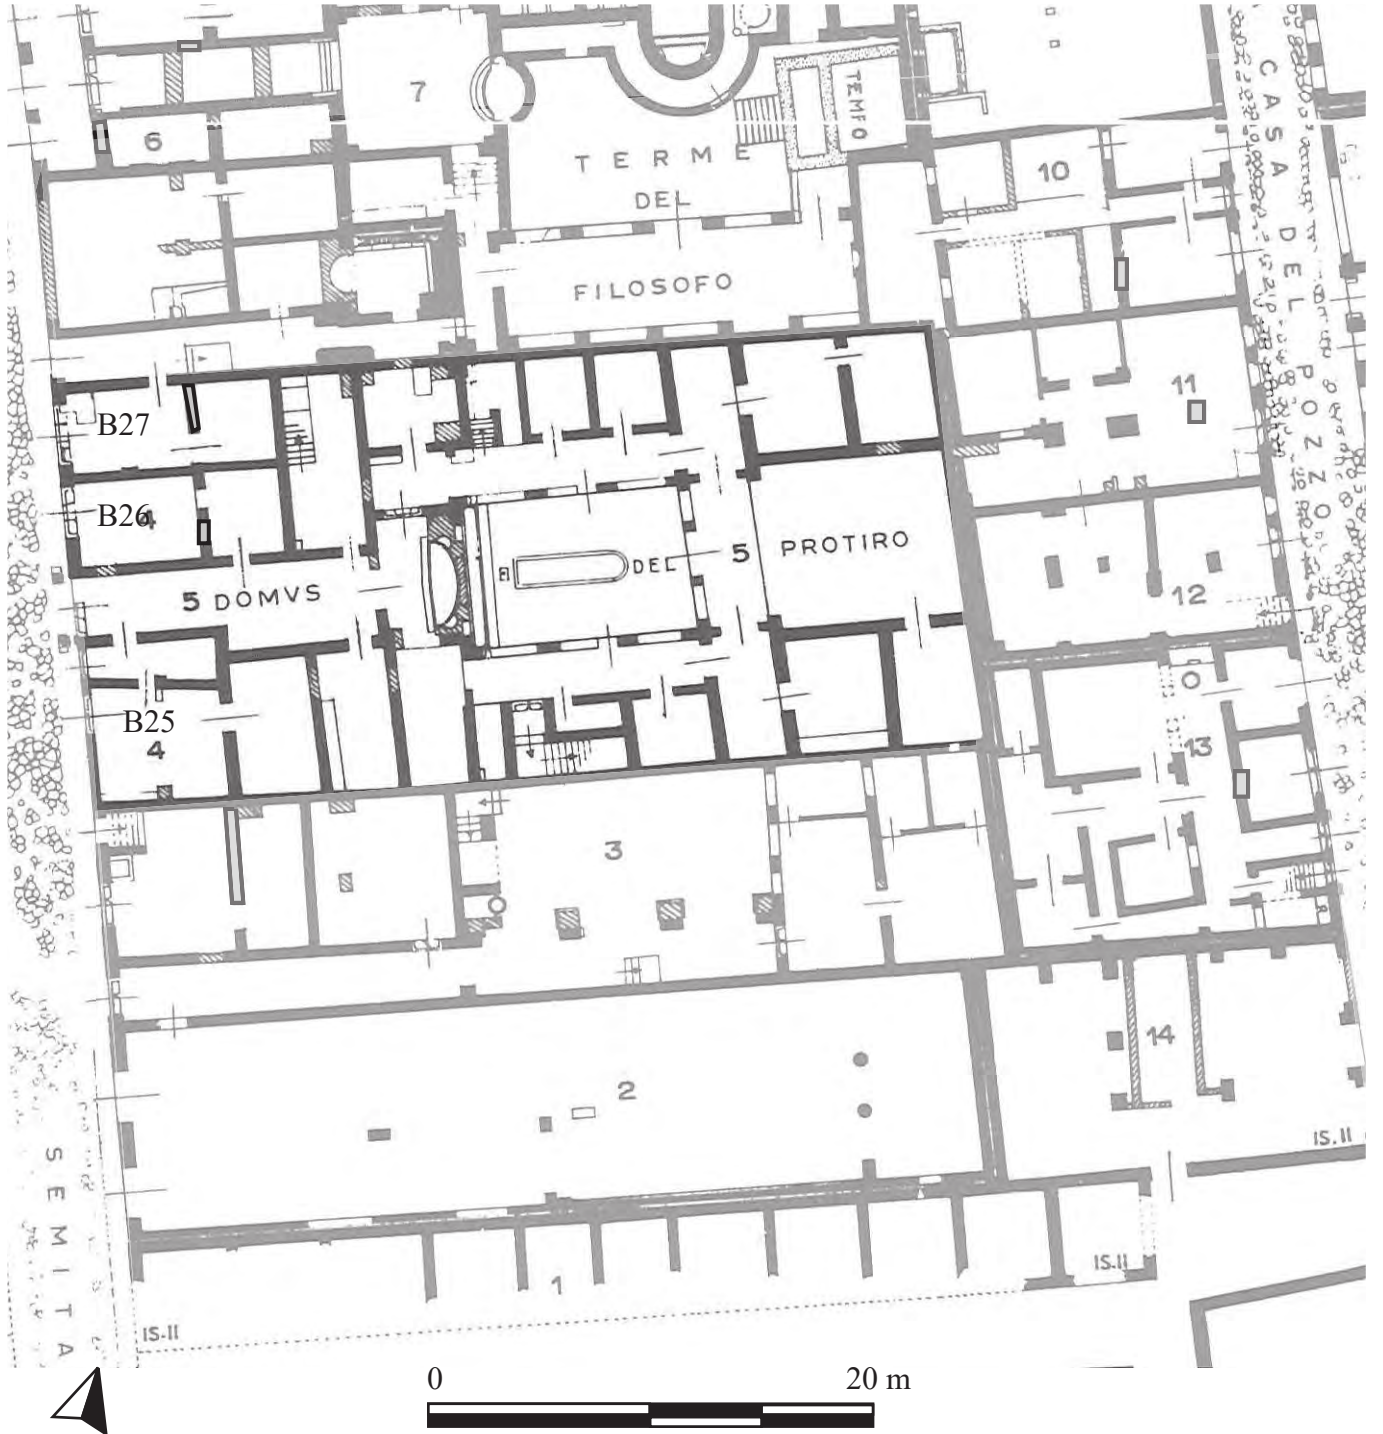 7
TEMPIO
6
TERME
DEL
FILOSOFO
10
CASA DEL POZZO
11
B27
B26
4
5 DOMVS
DEL
5
PROTIRO
12
B25
4
13
3
14
2
IS. II
SEMITA
1
IS. II
IS. II
0
20 m